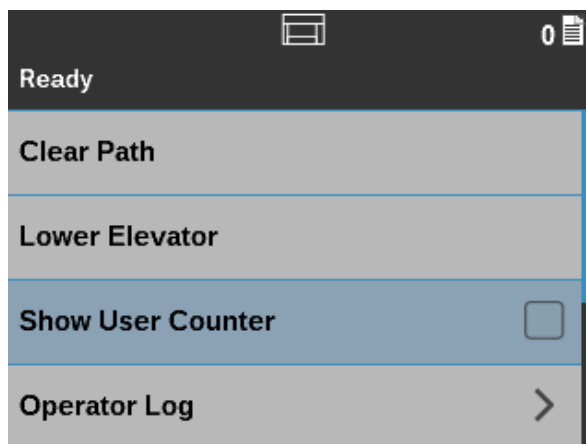 0
Ready
Clear Path
Lower Elevator
Show User Counter
Operator Log